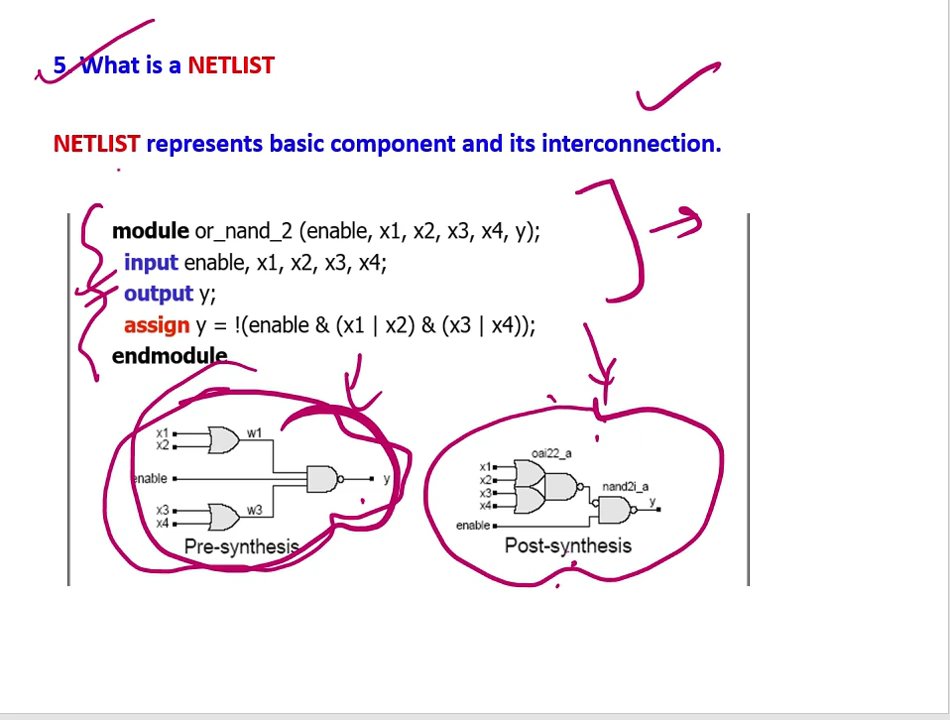 5. What is a NETLIST
NETLIST represents basic component and its interconnection.
module or_nand_2 (enable, x1, x2, x3, x4, y);
input enable, x1, x2, x3, x4;
output y;
assign y = !(enable & (x1 | x2) & (x3 | x4));
endmodule
x1
x2
w1
enable
y
x3
x4
w3
Pre-synthesis
oai22_a
x1
x2
x3
x4
nand2i_a
y
enable
Post-synthesis